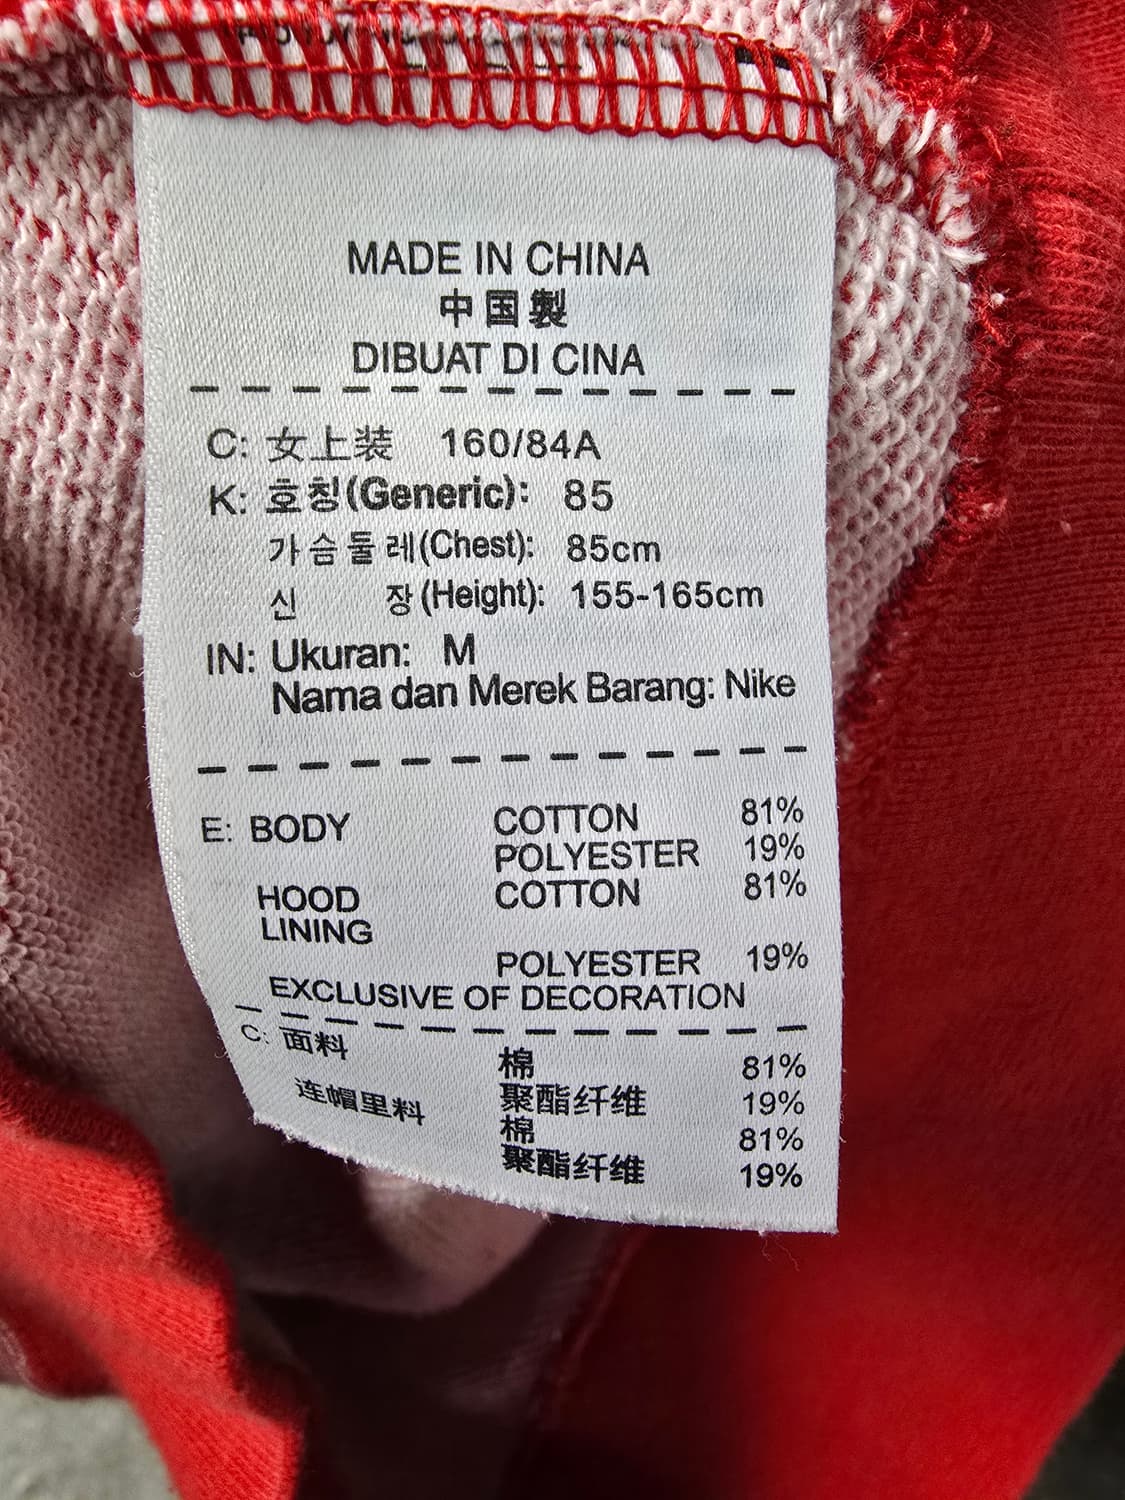 MADE IN CHINA
中国製
DIBUAT DI CINA
C: 女上装 160/84A
K: 호칭(Generic): 85
가슴둘레(Chest): 85cm
신 장(Height): 155-165cm
IN: Ukuran: M
Nama dan Merek Barang: Nike
E: BODY COTTON 81%
POLYESTER 19%
HOOD LINING COTTON 81%
POLYESTER 19%
EXCLUSIVE OF DECORATION
C: 面料 棉 81%
聚酯纤维 19%
连帽里料 棉 81%
聚酯纤维 19%